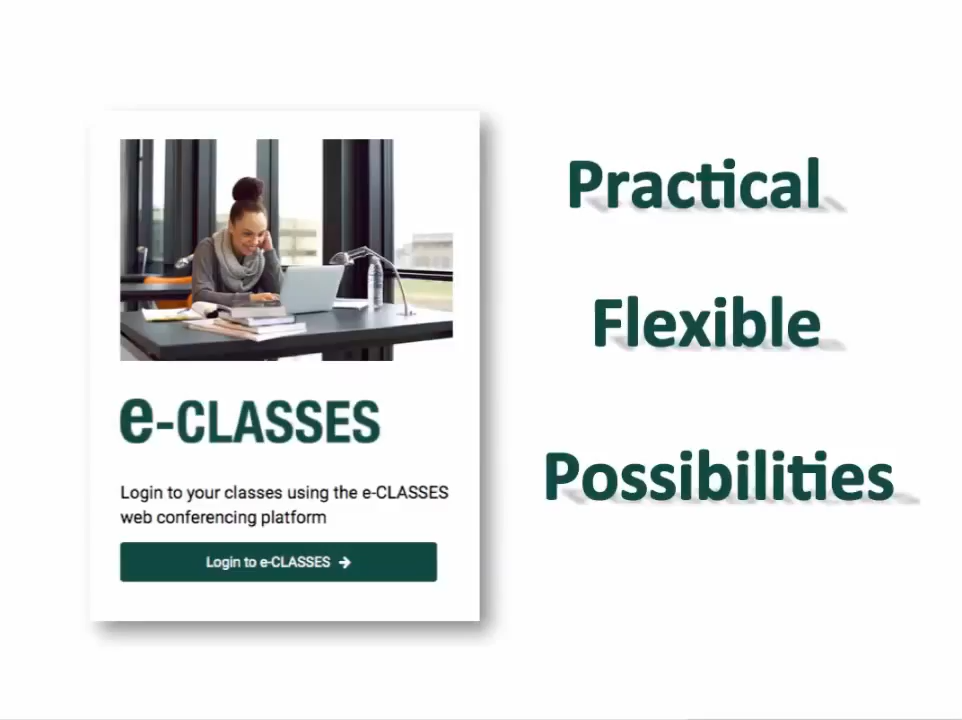 e-CLASSES
Login to your classes using the e-CLASSES
web conferencing platform
Login to e-CLASSES →
Practical
Flexible
Possibilities